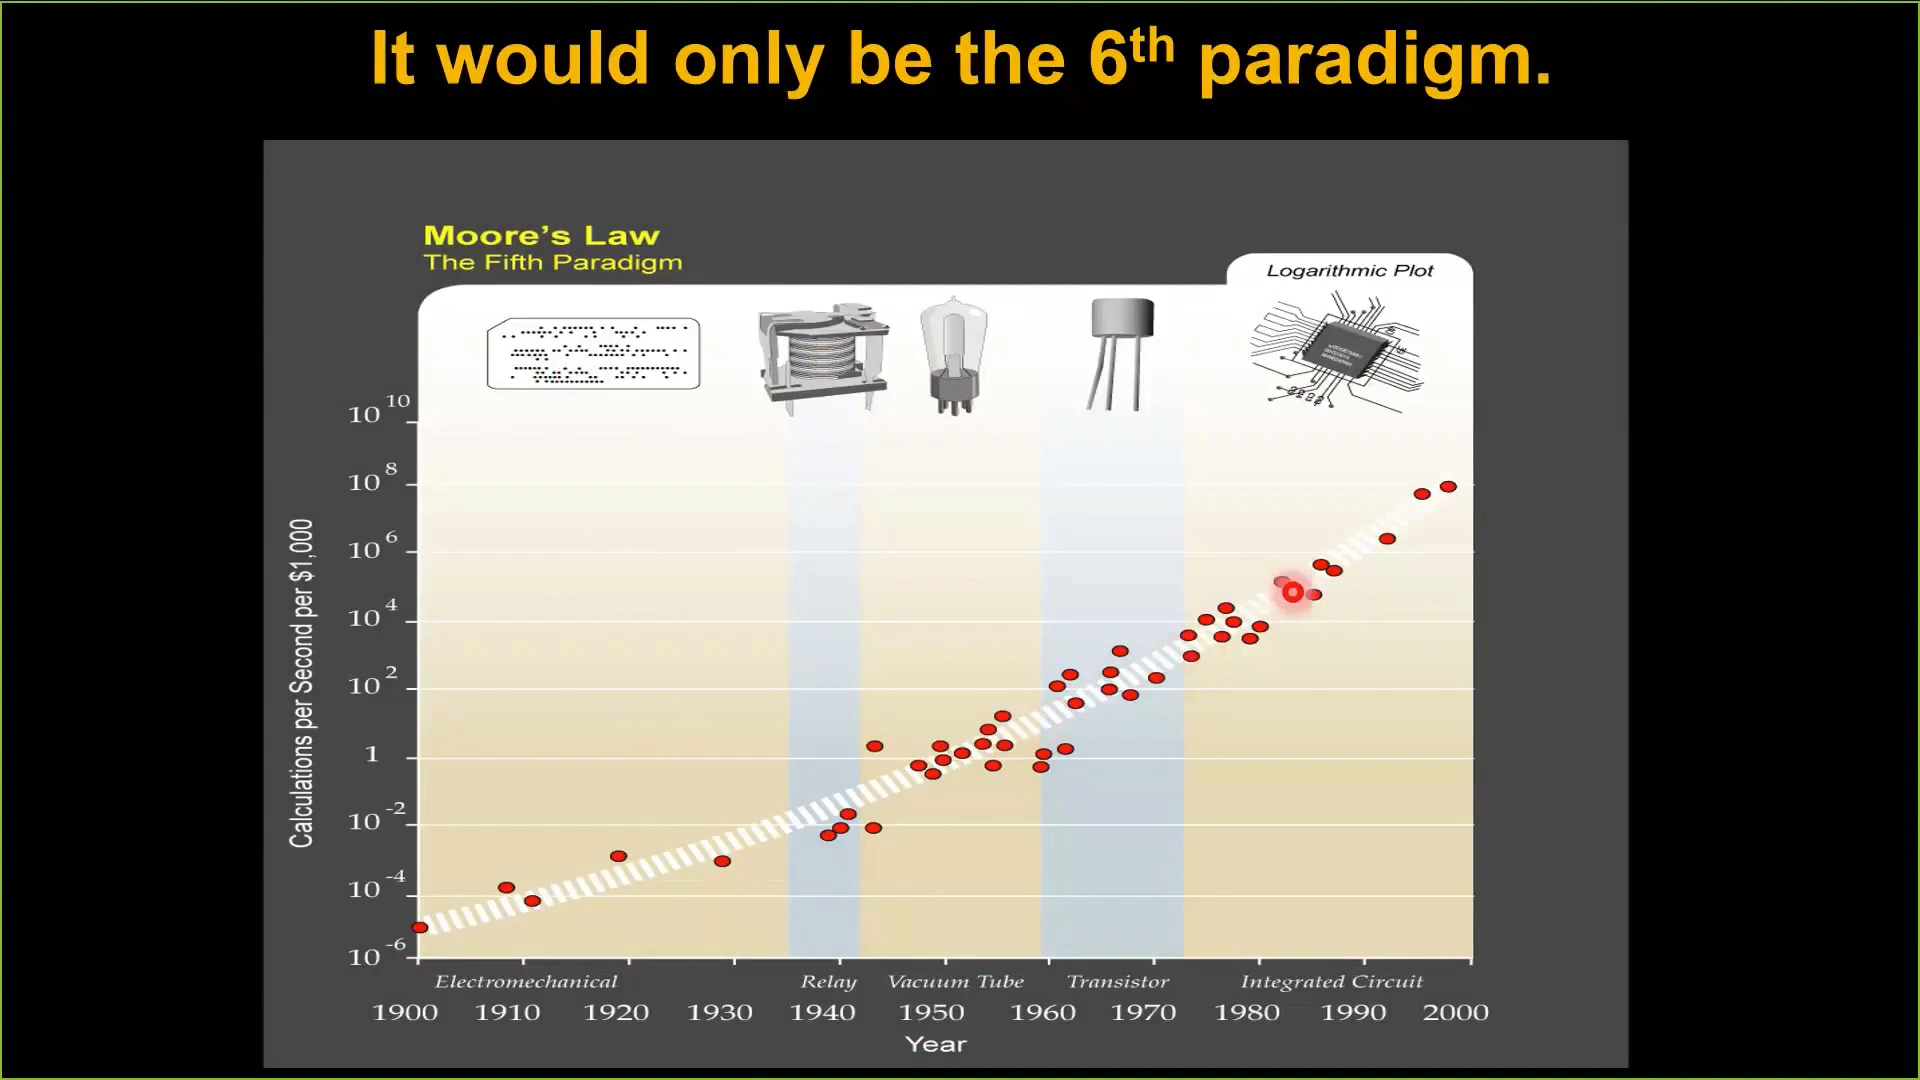 It would only be the 6th paradigm.
Moore's Law
The Fifth Paradigm
Logarithmic Plot
10 10
10 8
10 6
10 4
10 2
1
10 -2
10 -4
10 -6
Calculations per Second per $1,000
Electromechanical Relay Vacuum Tube Transistor Integrated Circuit
1900 1910 1920 1930 1940 1950 1960 1970 1980 1990 2000
Year